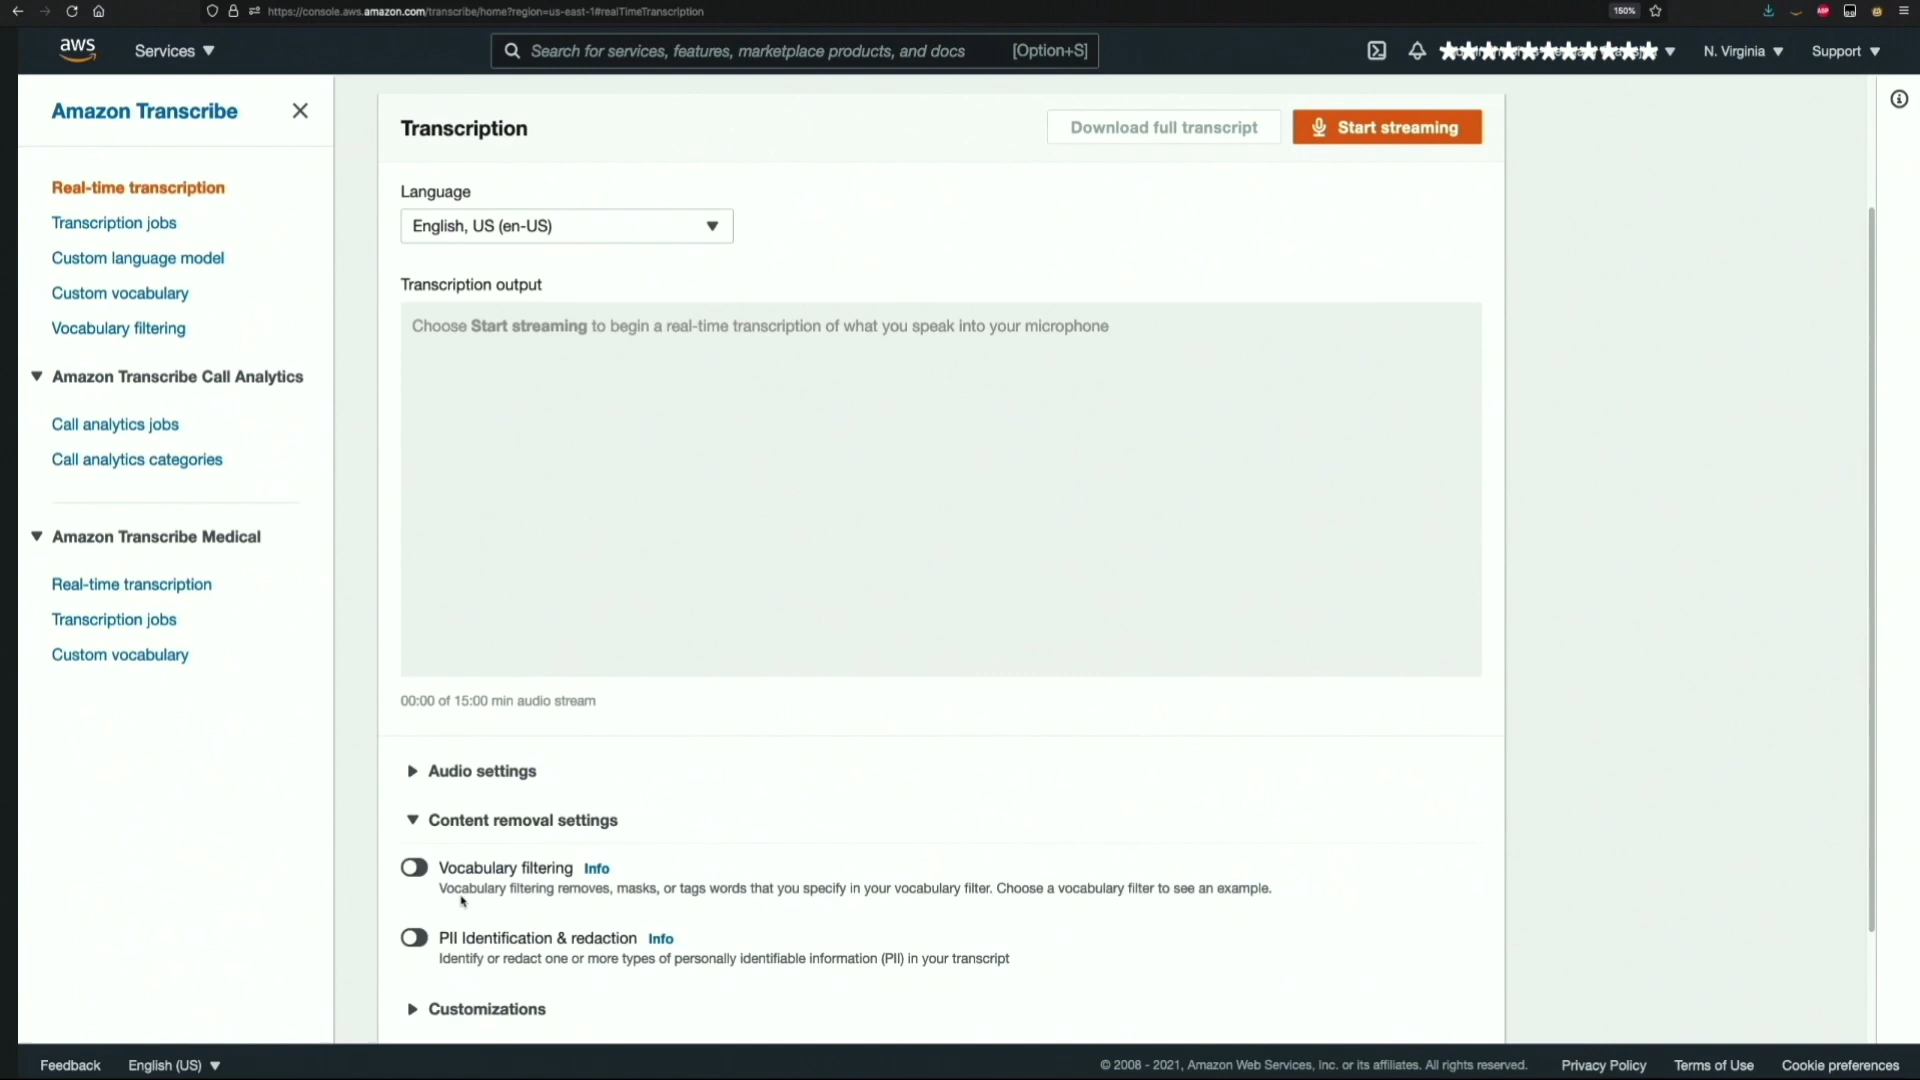 https://console.aws.amazon.com/transcribe/home?region=us-east-1#realTimeTranscription
150%
aws
Services
Search for services, features, marketplace products, and docs
[Option+S]
N. Virginia
Support
Amazon Transcribe
Real-time transcription
Transcription jobs
Custom language model
Custom vocabulary
Vocabulary filtering
Amazon Transcribe Call Analytics
Call analytics jobs
Call analytics categories
Amazon Transcribe Medical
Real-time transcription
Transcription jobs
Custom vocabulary
Transcription
Download full transcript
Start streaming
Language
English, US (en-US)
Transcription output
Choose Start streaming to begin a real-time transcription of what you speak into your microphone
00:00 of 15:00 min audio stream
Audio settings
Content removal settings
Vocabulary filtering Info
Vocabulary filtering removes, masks, or tags words that you specify in your vocabulary filter. Choose a vocabulary filter to see an example.
PII Identification & redaction Info
Identify or redact one or more types of personally identifiable information (PII) in your transcript
Customizations
Feedback
English (US)
© 2008 - 2021, Amazon Web Services, Inc. or its affiliates. All rights reserved.
Privacy Policy
Terms of Use
Cookie preferences